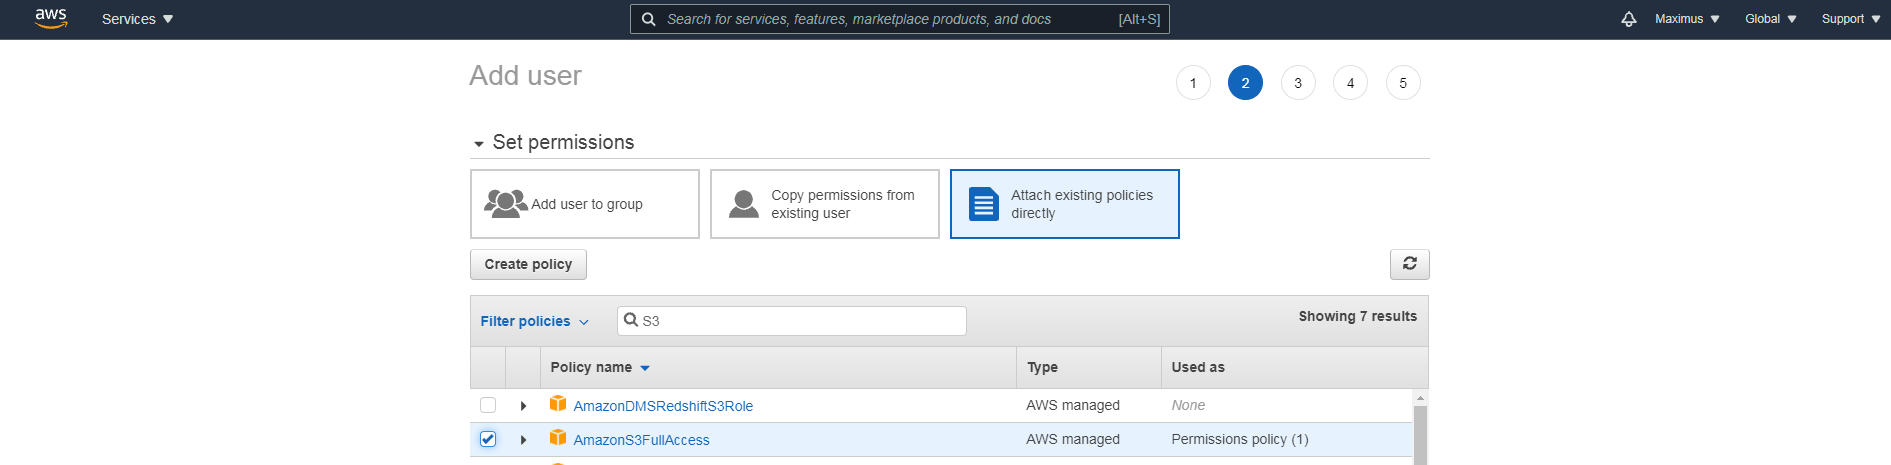 aws Services Search for services, features, marketplace products, and docs [Alt+S] Maximus Global Support
Add user 1 2 3 4 5
Set permissions
Add user to group
Copy permissions from
existing user
Attach existing policies
directly
Create policy
Filter policies S3 Showing 7 results
Policy name Type Used as
AmazonDMSRedshiftS3Role AWS managed None
AmazonS3FullAccess AWS managed Permissions policy (1)